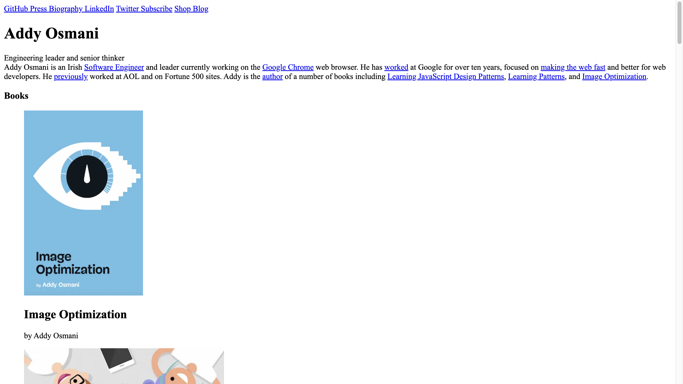 GitHub Press Biography LinkedIn Twitter Subscribe Shop Blog
Addy Osmani
Engineering leader and senior thinker
Addy Osmani is an Irish Software Engineer and leader currently working on the Google Chrome web browser. He has worked at Google for over ten years, focused on making the web fast and better for web
developers. He previously worked at AOL and on Fortune 500 sites. Addy is the author of a number of books including Learning JavaScript Design Patterns, Learning Patterns, and Image Optimization.
Books
Image
Optimization
by Addy Osmani
Image Optimization
by Addy Osmani